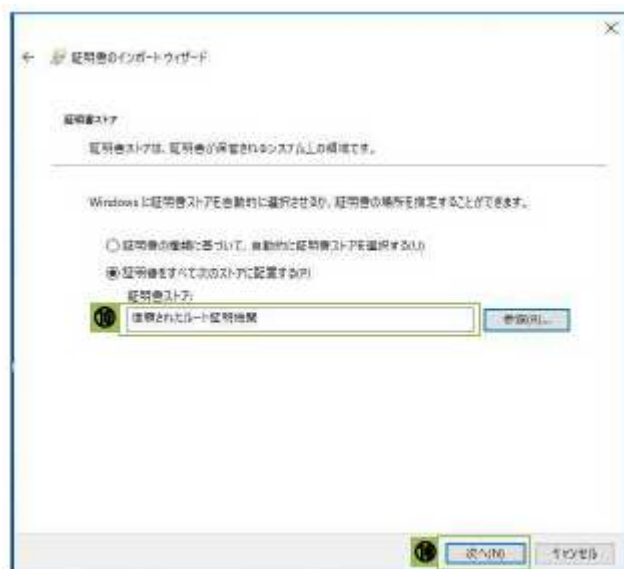 証明書のインポート ウィザード
証明書ストア
証明書ストアは、証明書が保管されるシステム上の領域です。
Windows に証明書ストアを自動的に選択させるか、証明書の場所を指定することができます。
証明書の種類に基づいて、自動的に証明書ストアを選択する(U)
証明書をすべて次のストアに配置する(P)
証明書ストア:
信頼されたルート証明機関
参照(R)...
次へ(N)
キャンセル